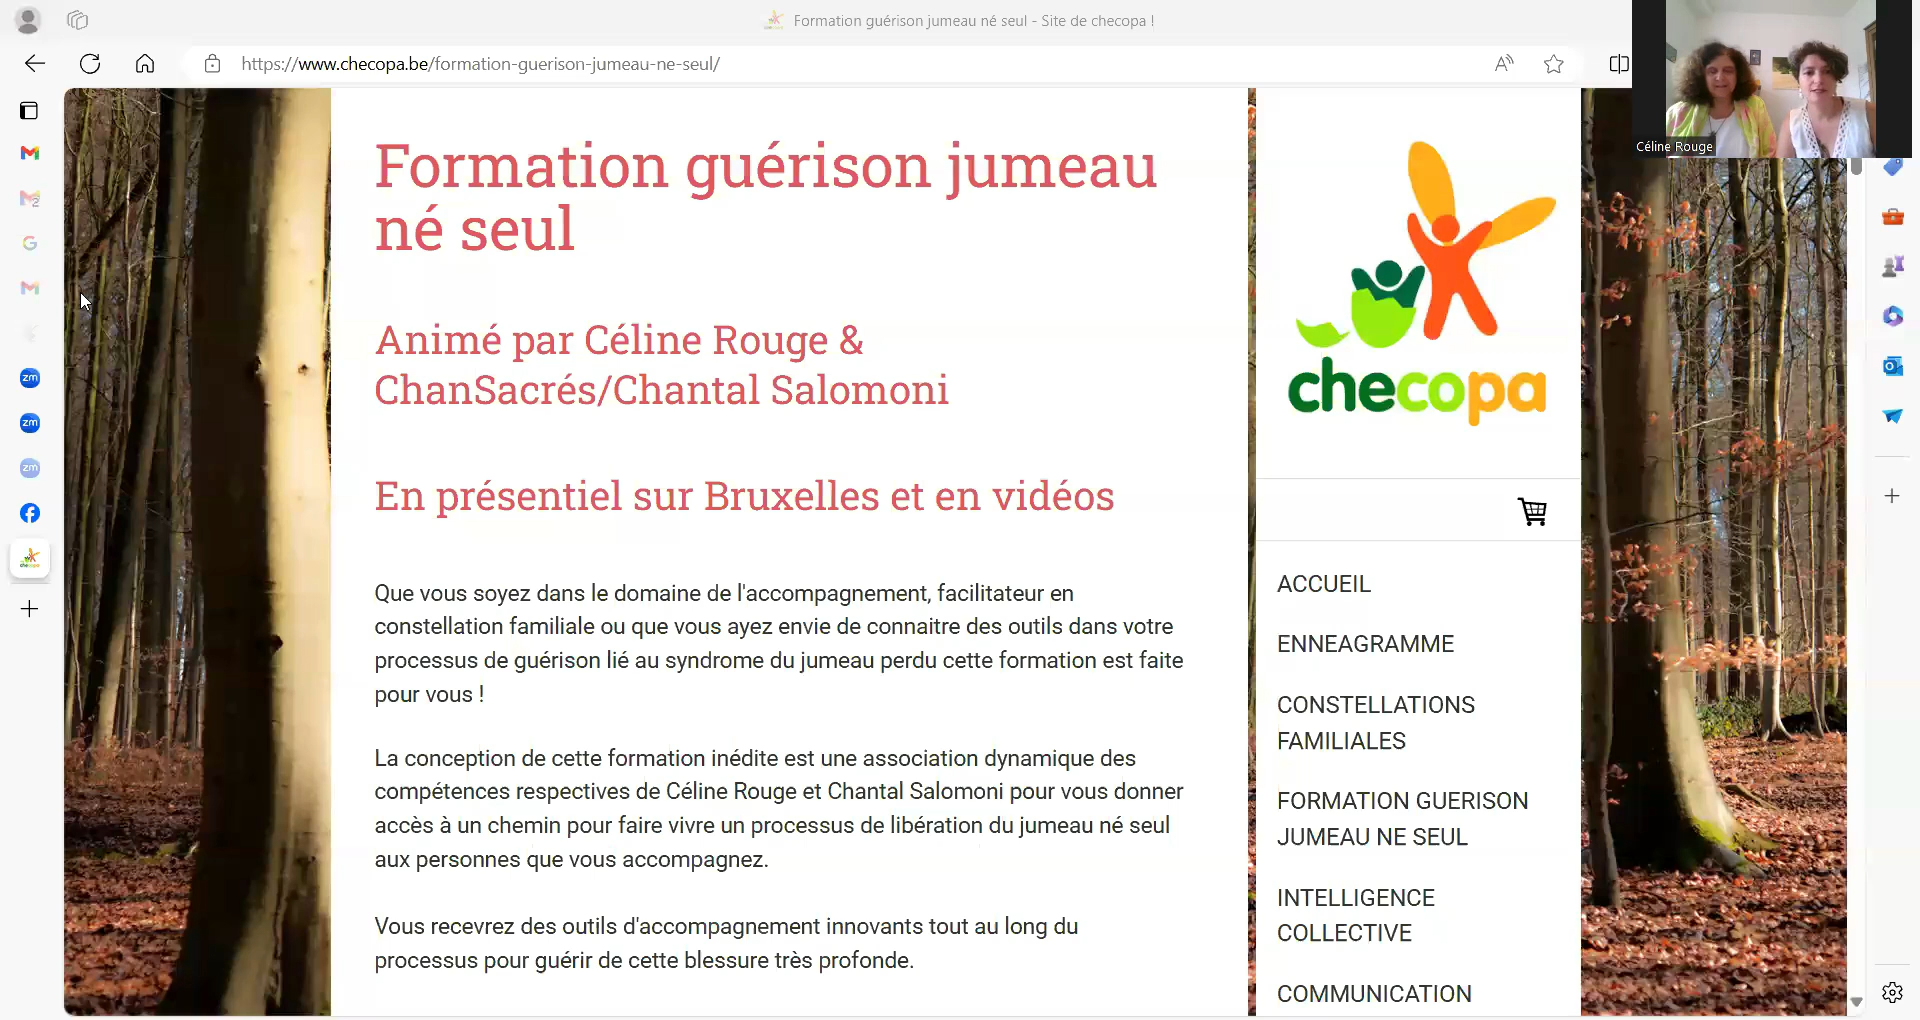 Formation guérison jumeau né seul - Site de checopa !
https://www.checopa.be/formation-guerison-jumeau-ne-seul/
Céline Rouge
Formation guérison jumeau
né seul
Animé par Céline Rouge &
ChanSacrés/Chantal Salomoni
En présentiel sur Bruxelles et en vidéos
Que vous soyez dans le domaine de l'accompagnement, facilitateur en
constellation familiale ou que vous ayez envie de connaitre des outils dans votre
processus de guérison lié au syndrome du jumeau perdu cette formation est faite
pour vous !
La conception de cette formation inédite est une association dynamique des
compétences respectives de Céline Rouge et Chantal Salomoni pour vous donner
accès à un chemin pour faire vivre un processus de libération du jumeau né seul
aux personnes que vous accompagnez.
Vous recevrez des outils d'accompagnement innovants tout au long du
processus pour guérir de cette blessure très profonde.
checopa
ACCUEIL
ENNEAGRAMME
CONSTELLATIONS
FAMILIALES
FORMATION GUERISON
JUMEAU NE SEUL
INTELLIGENCE
COLLECTIVE
COMMUNICATION
zm
zm
zm